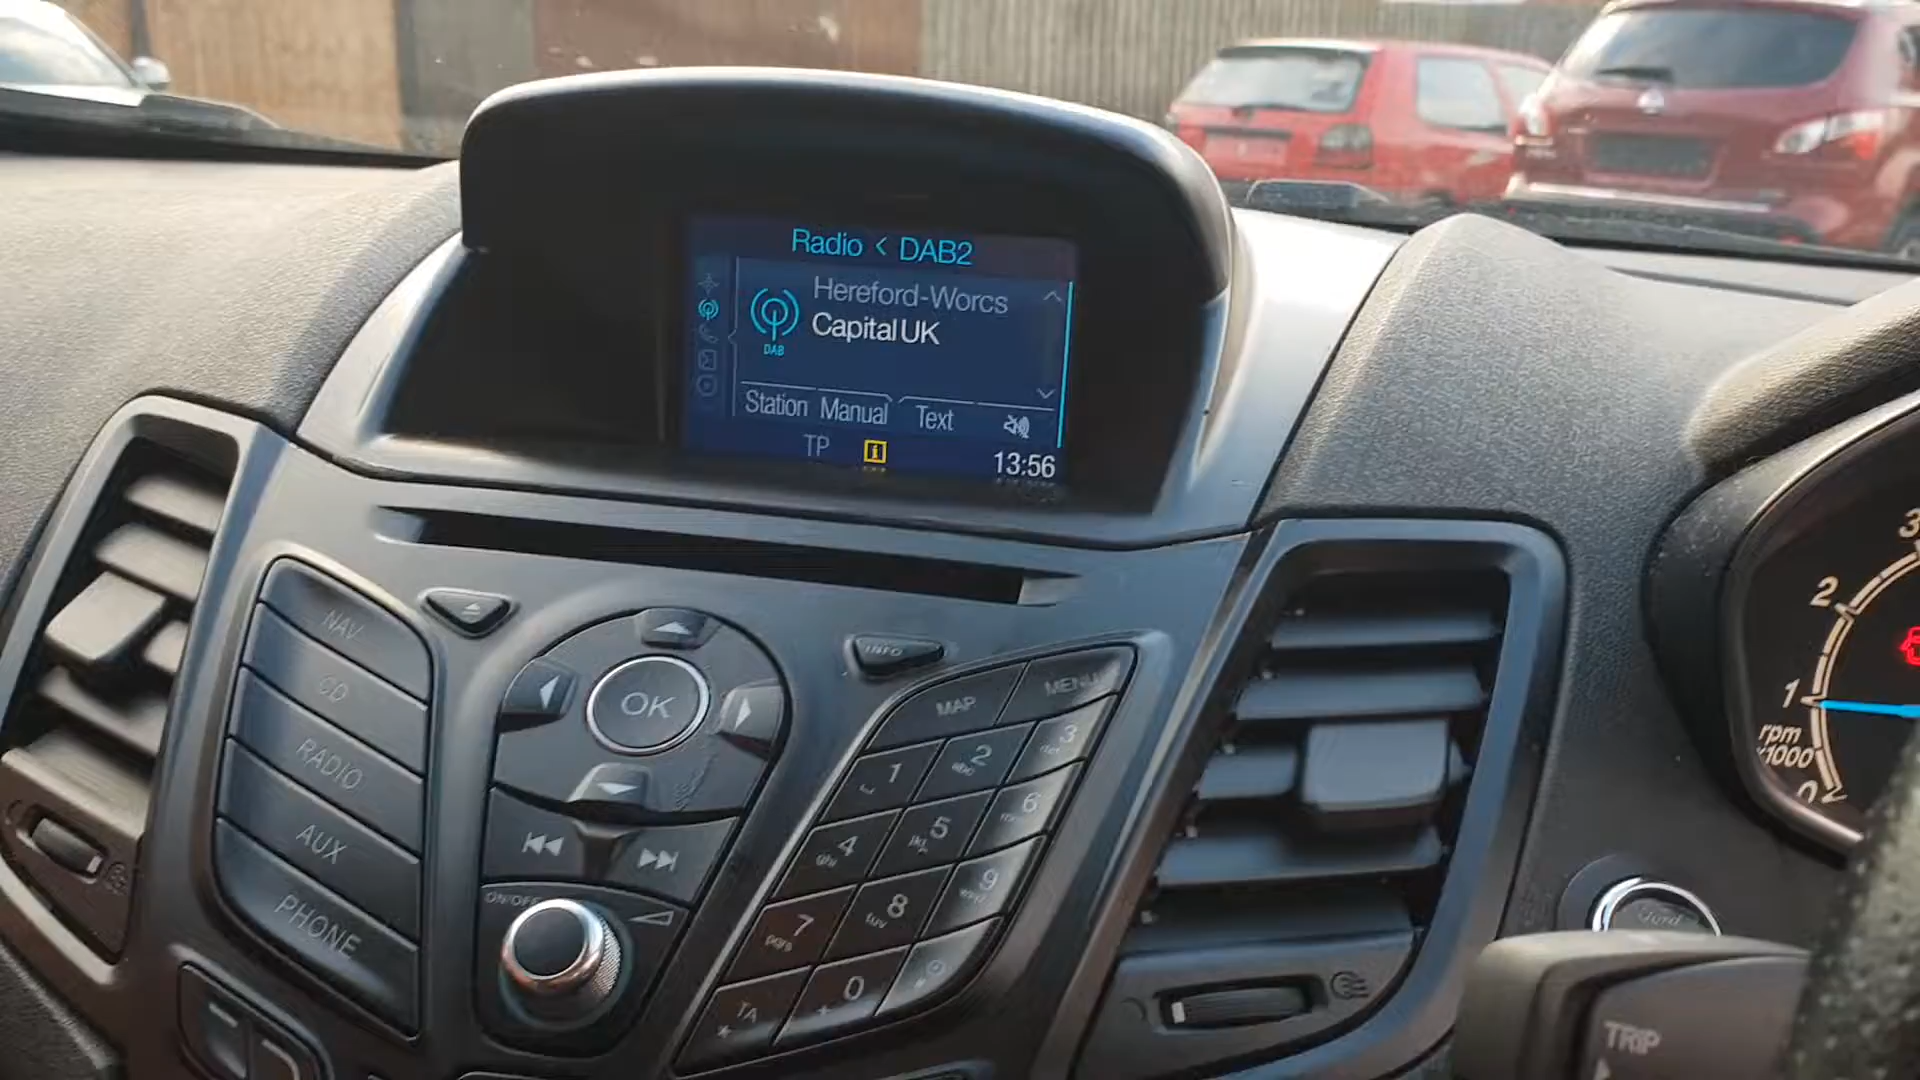 Radio < DAB2
Hereford-Worcs
Capital UK
DAB
Station Manual Text
TP
13:56
NAV
CD
RADIO
AUX
PHONE
OK
INFO
MAP MENU
1 2 abc 3 def
4 ghi 5 jkl 6
7 pqrs 8 tuv 9
TA * 0 +
ON/OFF
3
2
1
rpm
x1000
0
TRIP